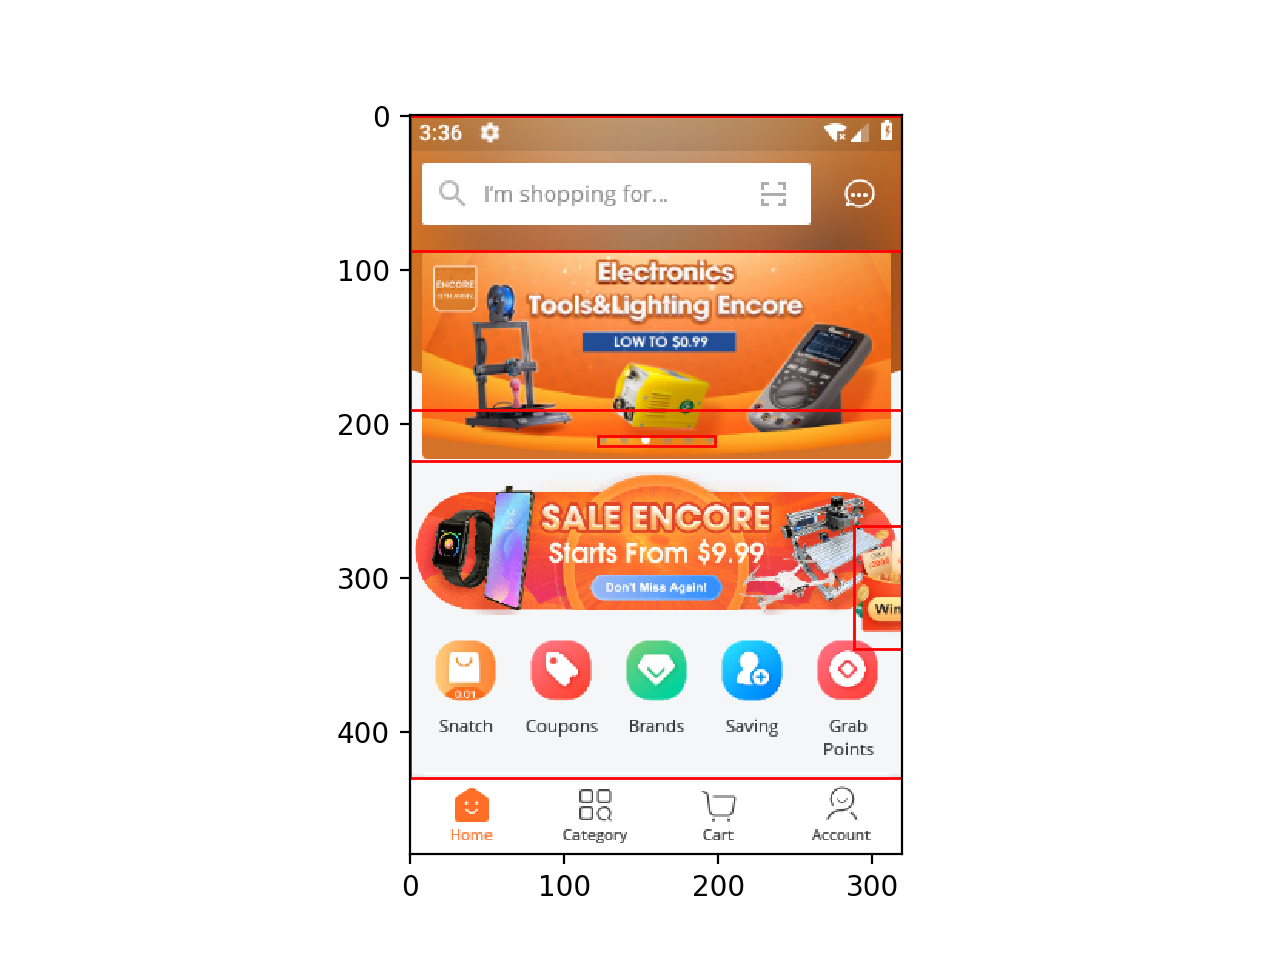 0
3:36
I'm shopping for...
100
ENCORE
Electronics
Tools&Lighting Encore
LOW TO $0.99
200
SALE ENCORE
Starts From $9.99
Don't Miss Again!
300
Win
0.01
Snatch
Coupons
Brands
Saving
Grab
Points
400
Home
Category
Cart
Account
0
100
200
300